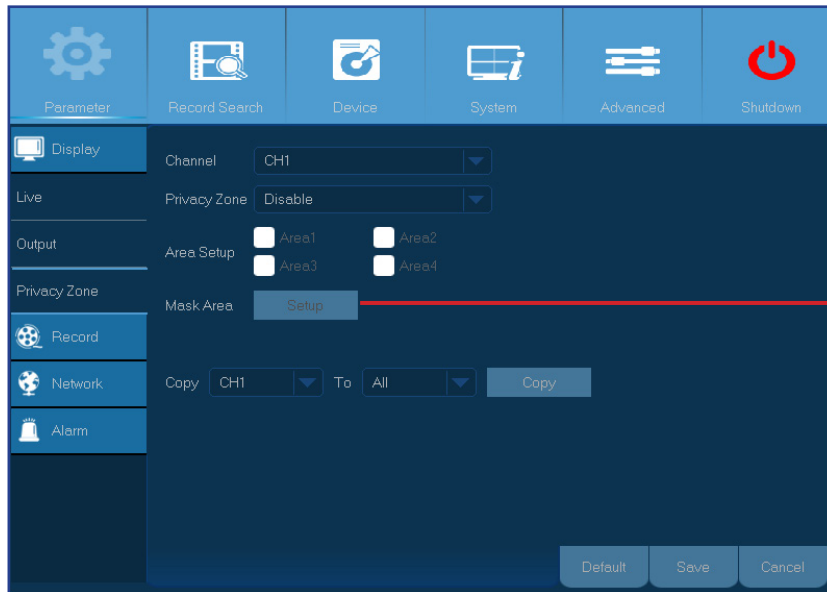 Parameter
Record Search
Device
System
Advanced
Shutdown
Display
Live
Output
Privacy Zone
Record
Network
Alarm
Channel CH1
Privacy Zone Disable
Area Setup Area1 Area2
Area3 Area4
Mask Area Setup
Copy CH1 To All Copy
Default Save Cancel